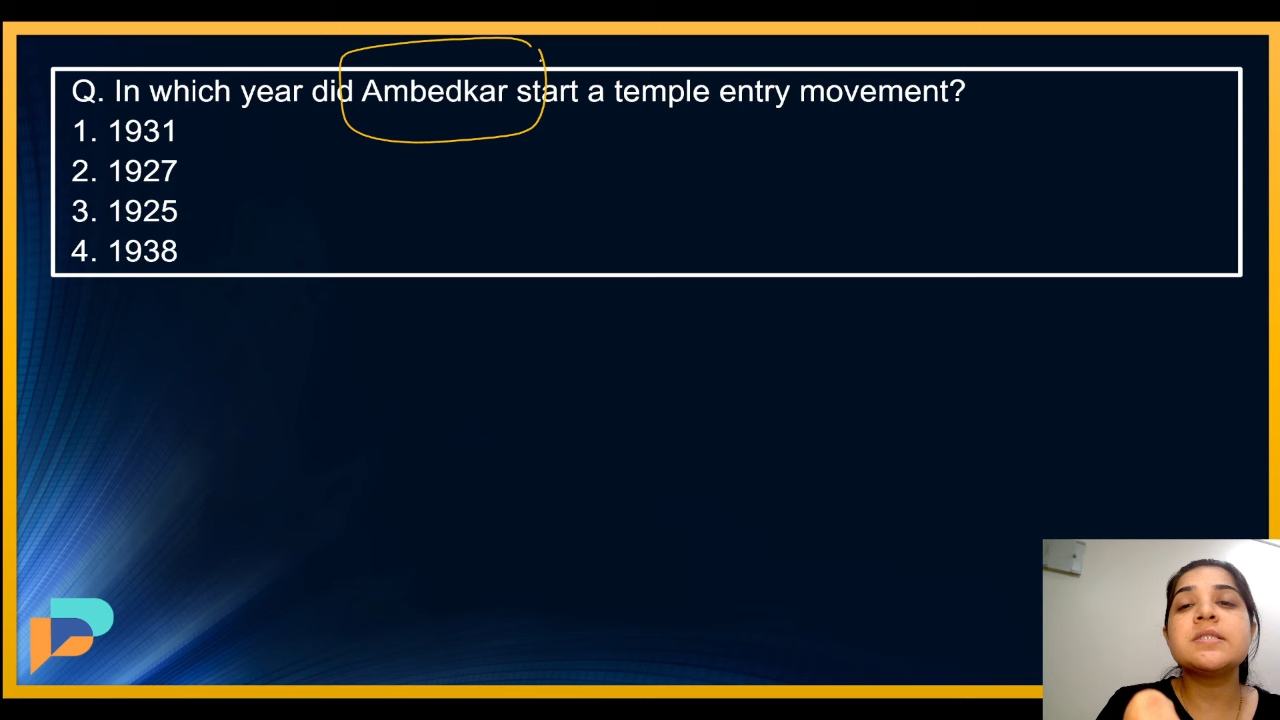 Q. In which year did Ambedkar start a temple entry movement?
1. 1931
2. 1927
3. 1925
4. 1938